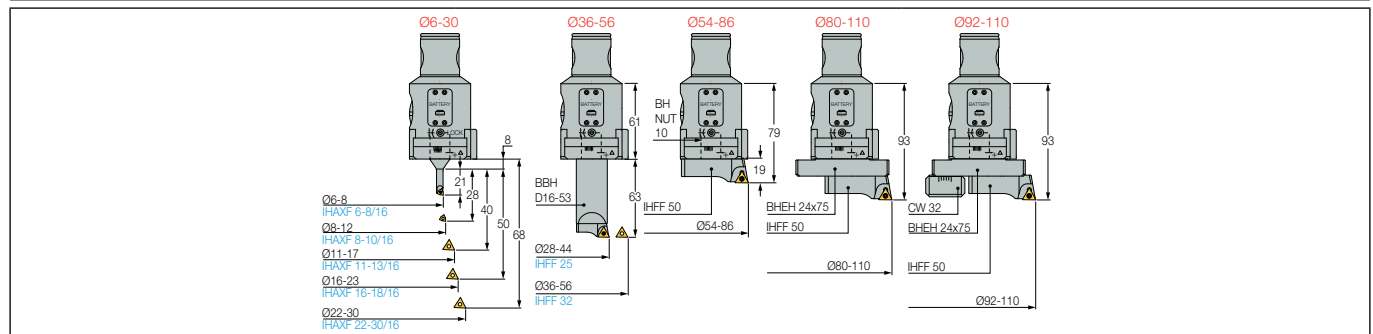 Ø6-30
Ø36-56
Ø54-86
Ø80-110
Ø92-110
BATTERY
LOCK
8
21
28
40
50
68
Ø6-8
IHAXF 6-8/16
Ø8-12
IHAXF 8-10/16
Ø11-17
IHAXF 11-13/16
Ø16-23
IHAXF 16-18/16
Ø22-30
IHAXF 22-30/16
BATTERY
61
63
BBH
D16-53
Ø28-44
IHFF 25
Ø36-56
IHFF 32
BATTERY
BH
NUT
10
79
19
IHFF 50
Ø54-86
BATTERY
93
BHEH 24x75
IHFF 50
Ø80-110
BATTERY
93
CW 32
BHEH 24x75
IHFF 50
Ø92-110